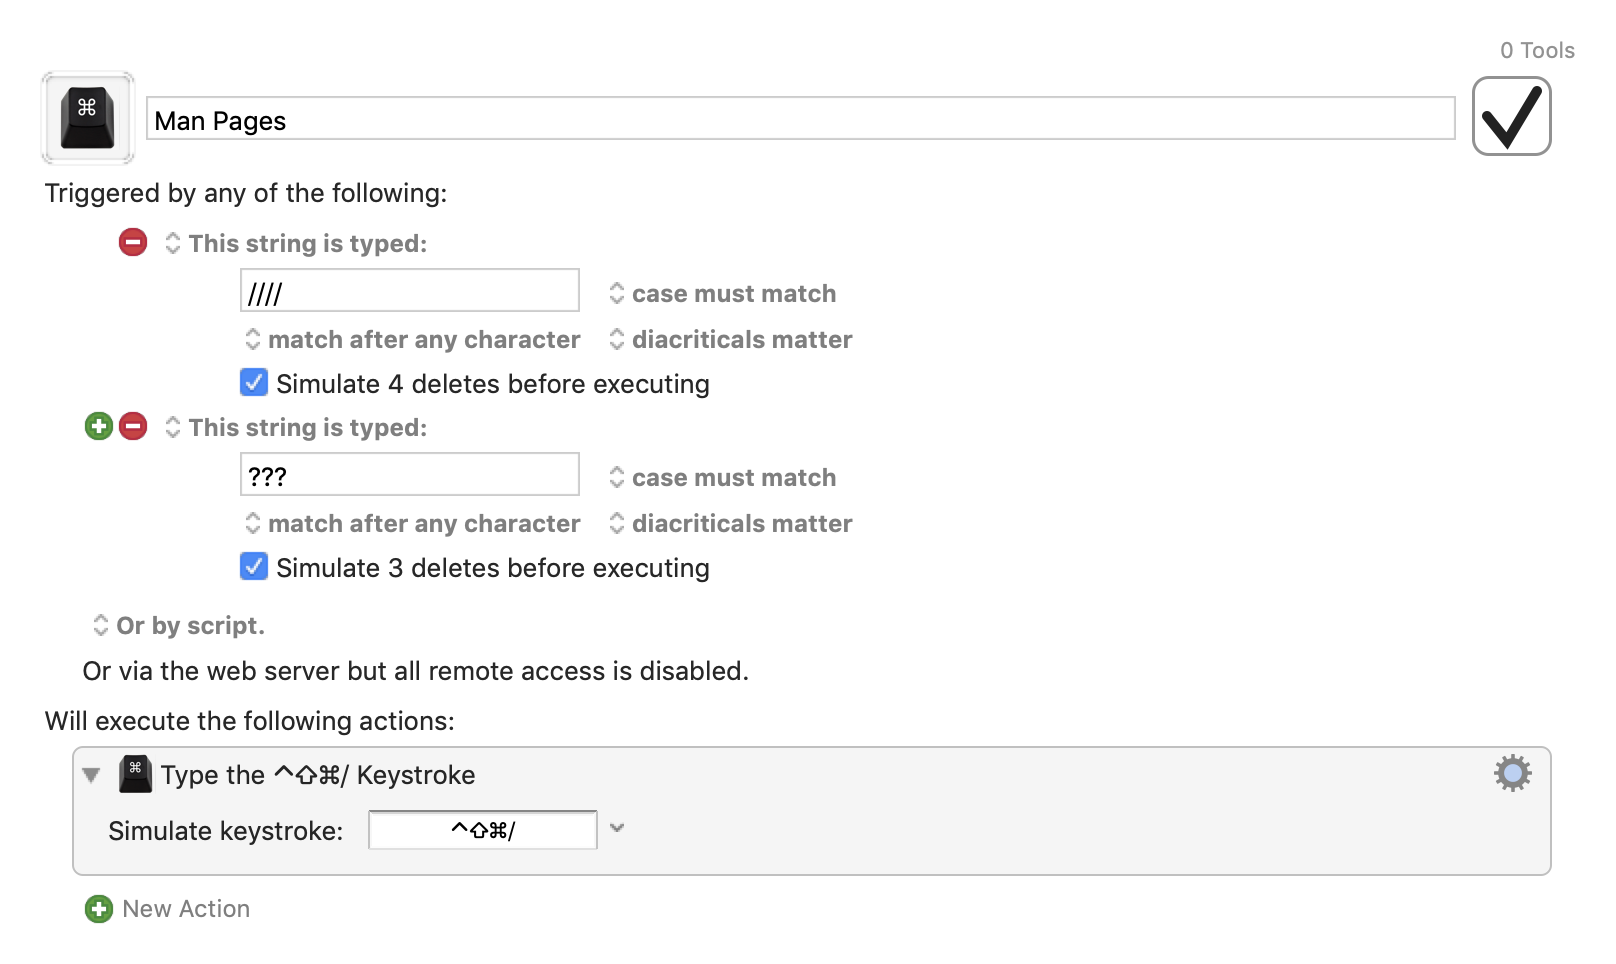 0 Tools
⌘ Man Pages
Triggered by any of the following:
This string is typed:
//// case must match
match after any character diacriticals matter
Simulate 4 deletes before executing
This string is typed:
??? case must match
match after any character diacriticals matter
Simulate 3 deletes before executing
Or by script.
Or via the web server but all remote access is disabled.
Will execute the following actions:
⌘ Type the ^⇧⌘/ Keystroke
Simulate keystroke: ^⇧⌘/
New Action